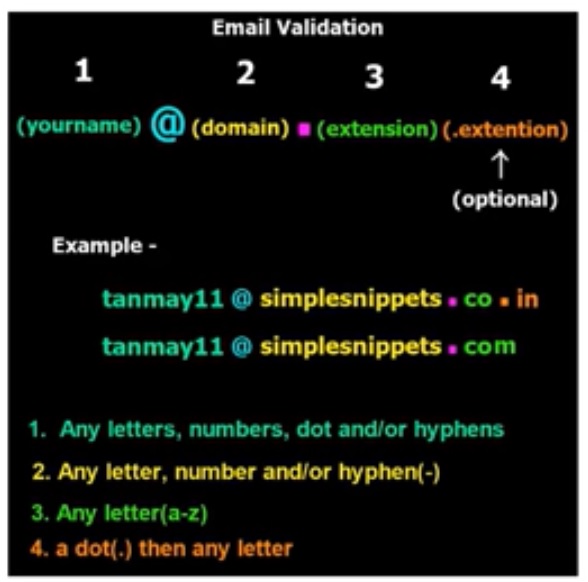 Email Validation
1 2 3 4
(yourname) @ (domain) . (extension) (.extention)
↑
(optional)
Example -
tanmay11 @ simplesnippets . co . in
tanmay11 @ simplesnippets . com
1. Any letters, numbers, dot and/or hyphens
2. Any letter, number and/or hyphen(-)
3. Any letter(a-z)
4. a dot(.) then any letter